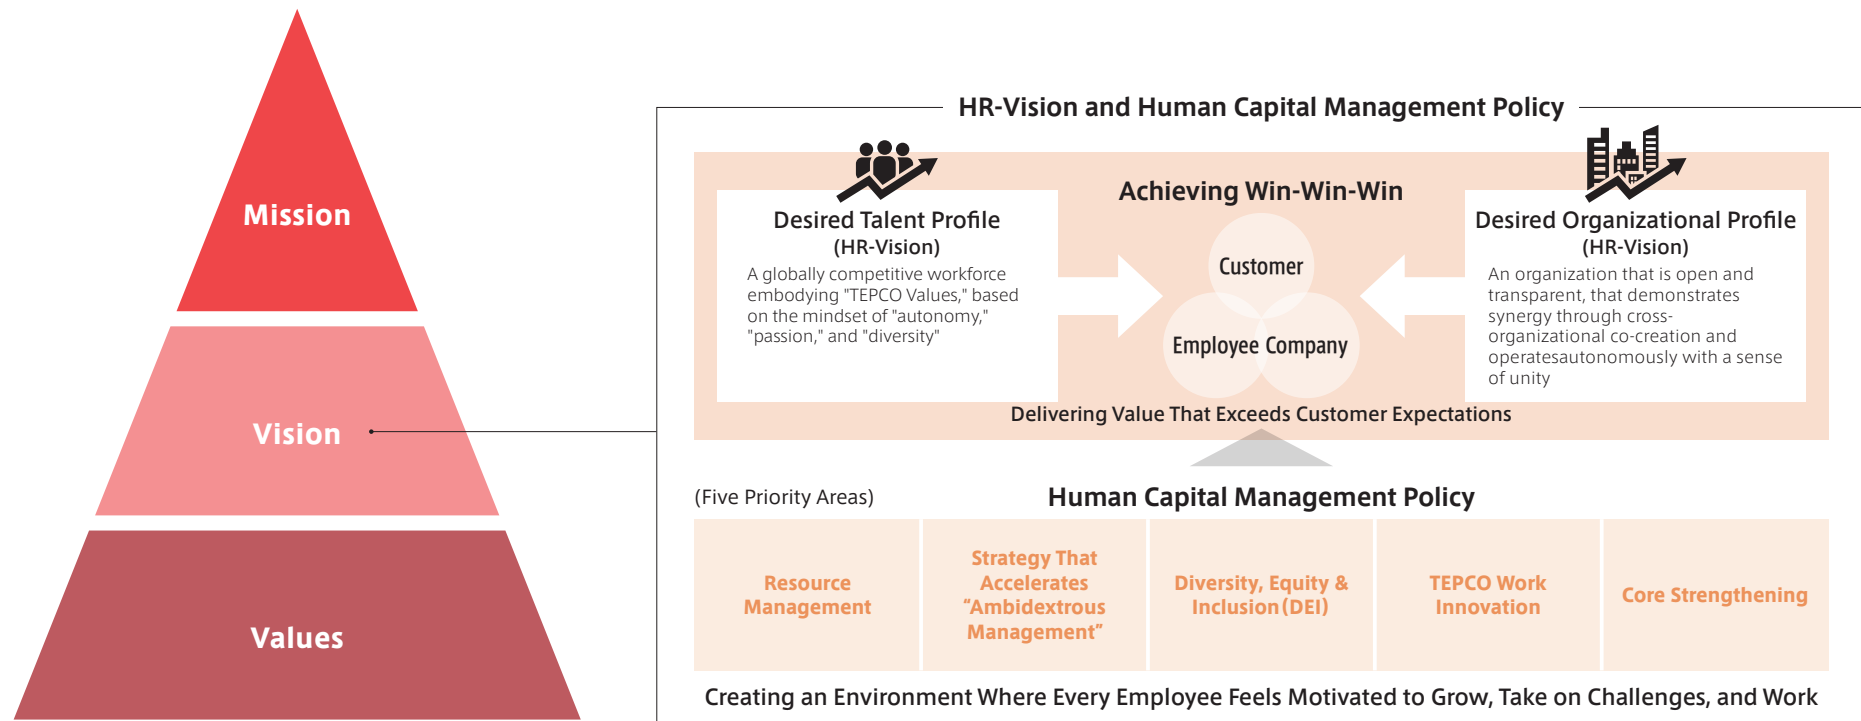 Mission
Vision
Values
HR-Vision and Human Capital Management Policy
Achieving Win-Win-Win
Desired Talent Profile
(HR-Vision)
A globally competitive workforce
embodying "TEPCO Values," based
on the mindset of "autonomy,"
"passion," and "diversity"
Customer
Employee
Company
Desired Organizational Profile
(HR-Vision)
An organization that is open and
transparent, that demonstrates
synergy through cross-
organizational co-creation and
operatesautonomously with a sense
of unity
Delivering Value That Exceeds Customer Expectations
(Five Priority Areas)
Human Capital Management Policy
Resource
Management
Strategy That
Accelerates
“Ambidextrous
Management”
Diversity, Equity &
Inclusion (DEI)
TEPCO Work
Innovation
Core Strengthening
Creating an Environment Where Every Employee Feels Motivated to Grow, Take on Challenges, and Work